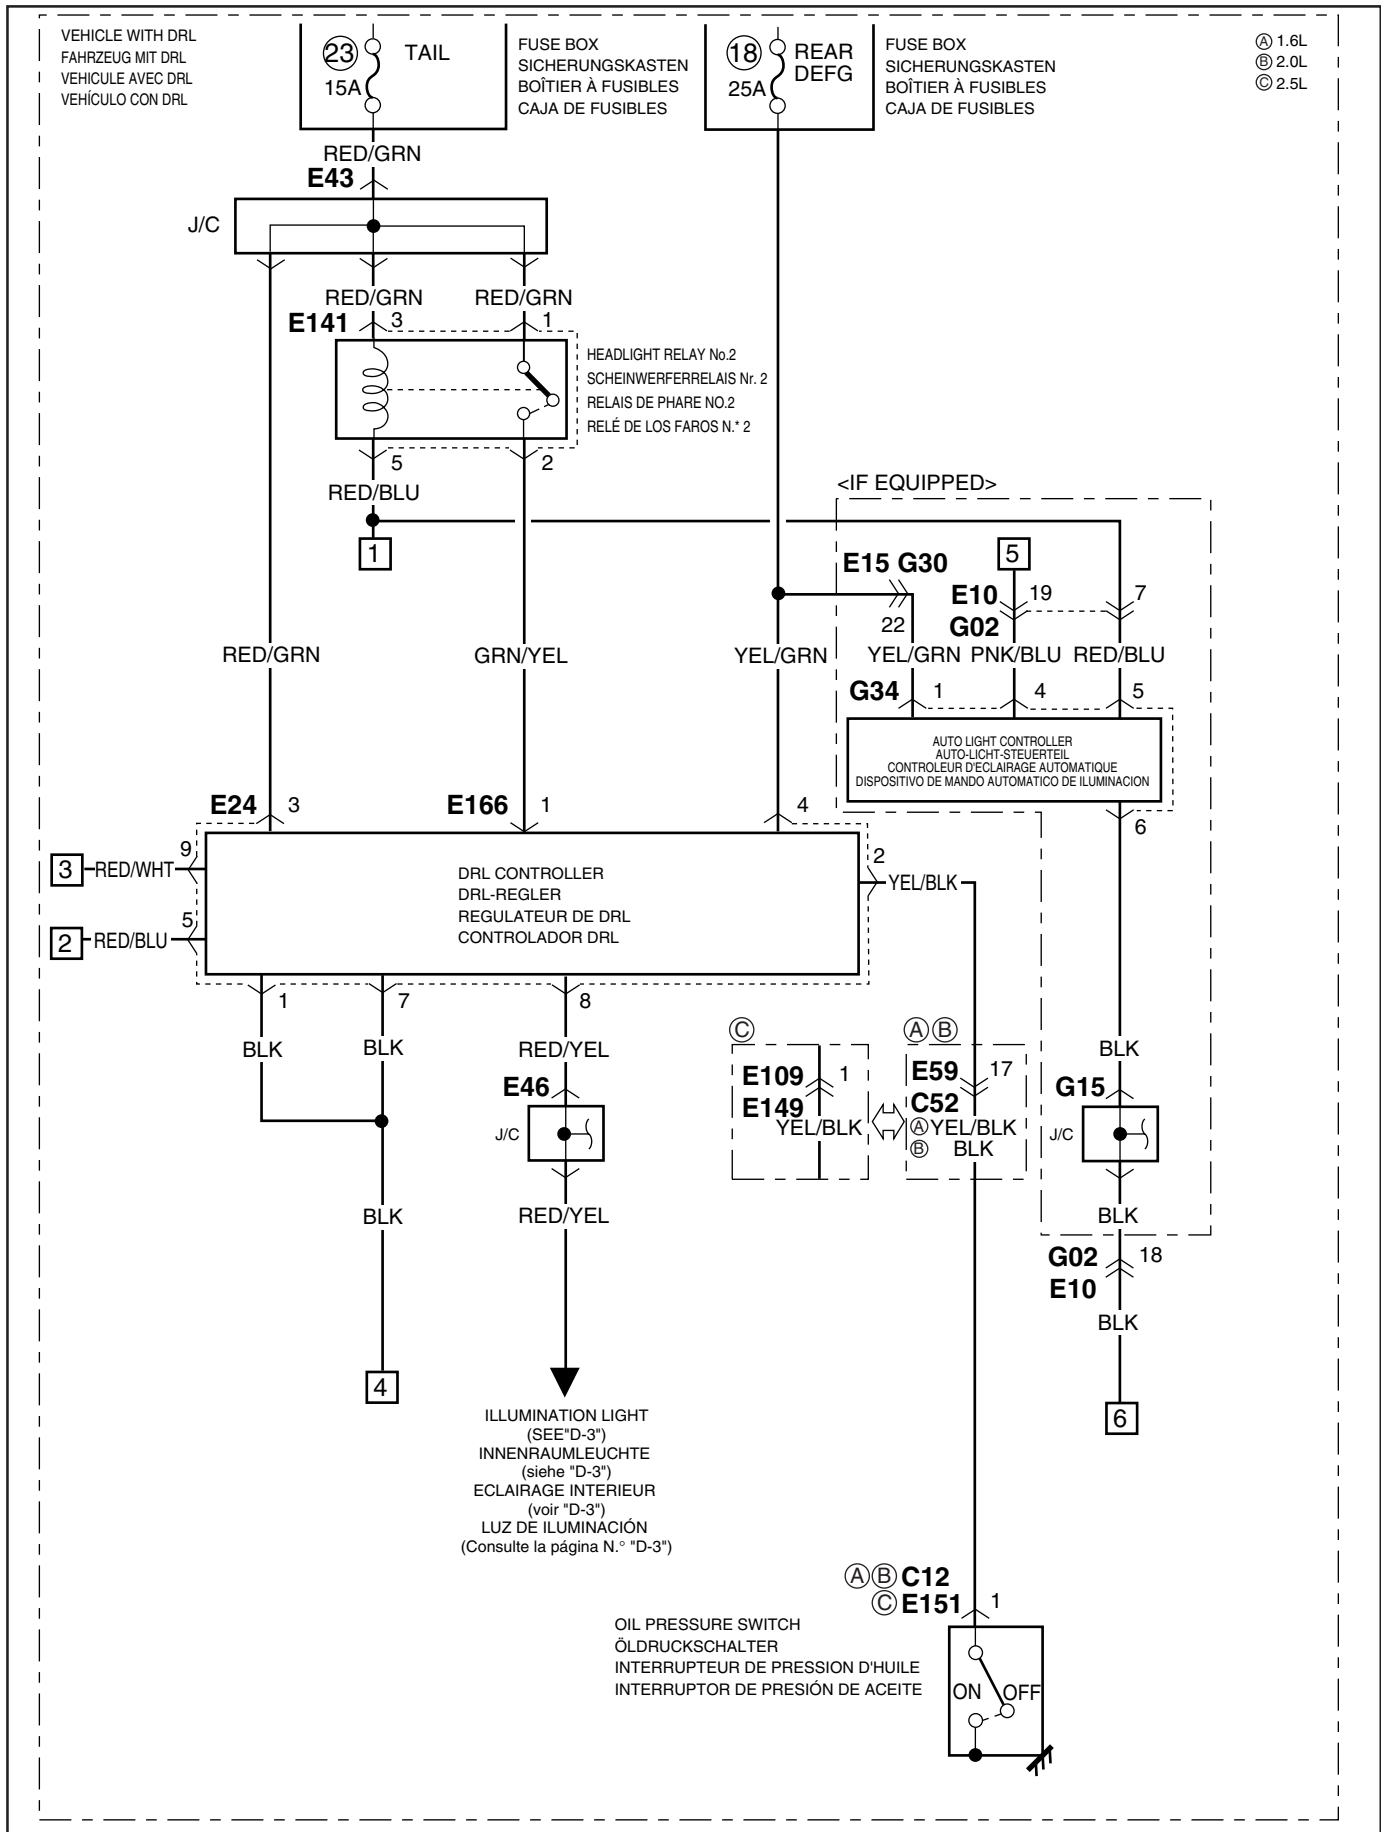 VEHICLE WITH DRL
FAHRZEUG MIT DRL
VEHICULE AVEC DRL
VEHÍCULO CON DRL
23 TAIL
15A
FUSE BOX
SICHERUNGSKASTEN
BOÎTIER À FUSIBLES
CAJA DE FUSIBLES
18 REAR
DEFG
25A
FUSE BOX
SICHERUNGSKASTEN
BOÎTIER À FUSIBLES
CAJA DE FUSIBLES
Ⓐ 1.6L
Ⓑ 2.0L
Ⓒ 2.5L
RED/GRN
E43
J/C
RED/GRN RED/GRN
E141 3 1
HEADLIGHT RELAY No.2
SCHEINWERFERRELAIS Nr. 2
RELAIS DE PHARE NO.2
RELÉ DE LOS FAROS N.* 2
5 2
RED/BLU
1
<IF EQUIPPED>
E15 G30
22
5
E10 19 7
G02
RED/GRN GRN/YEL YEL/GRN YEL/GRN PNK/BLU RED/BLU
G34 1 4 5
AUTO LIGHT CONTROLLER
AUTO-LICHT-STEUERTEIL
CONTROLEUR D'ECLAIRAGE AUTOMATIQUE
DISPOSITIVO DE MANDO AUTOMATICO DE ILUMINACION
6
E24 3 E166 1 4
3 RED/WHT 9
2 RED/BLU 5
DRL CONTROLLER
DRL-REGLER
REGULATEUR DE DRL
CONTROLADOR DRL
2
YEL/BLK
1 7 8
BLK BLK RED/YEL
E46
J/C
Ⓒ
E109 1
E149
YEL/BLK
Ⓐ Ⓑ
E59 17
C52
Ⓐ YEL/BLK
Ⓑ BLK
BLK
G15
J/C
BLK RED/YEL BLK
G02 18
E10
BLK
4
6
ILLUMINATION LIGHT
(SEE"D-3")
INNENRAUMLEUCHTE
(siehe "D-3")
ECLAIRAGE INTERIEUR
(voir "D-3")
LUZ DE ILUMINACIÓN
(Consulte la página N.° "D-3")
Ⓐ Ⓑ C12
Ⓒ E151 1
OIL PRESSURE SWITCH
ÖLDRUCKSCHALTER
INTERRUPTEUR DE PRESSION D'HUILE
INTERRUPTOR DE PRESIÓN DE ACEITE
ON OFF